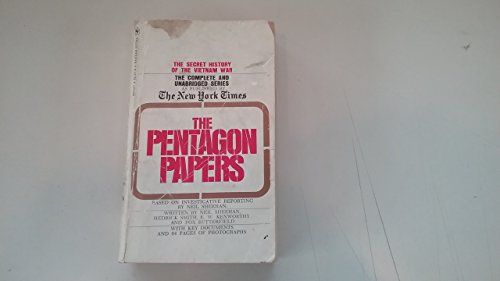 THE SECRET HISTORY
OF THE VIETNAM WAR
THE COMPLETE AND
UNABRIDGED SERIES
AS PUBLISHED BY
The New York Times
THE
PENTAGON
PAPERS
BASED ON INVESTIGATIVE REPORTING
BY NEIL SHEEHAN.
WRITTEN BY NEIL SHEEHAN,
HEDRICK SMITH, E. W. KENWORTHY
AND FOX BUTTERFIELD
WITH KEY DOCUMENTS
AND 64 PAGES OF PHOTOGRAPHS